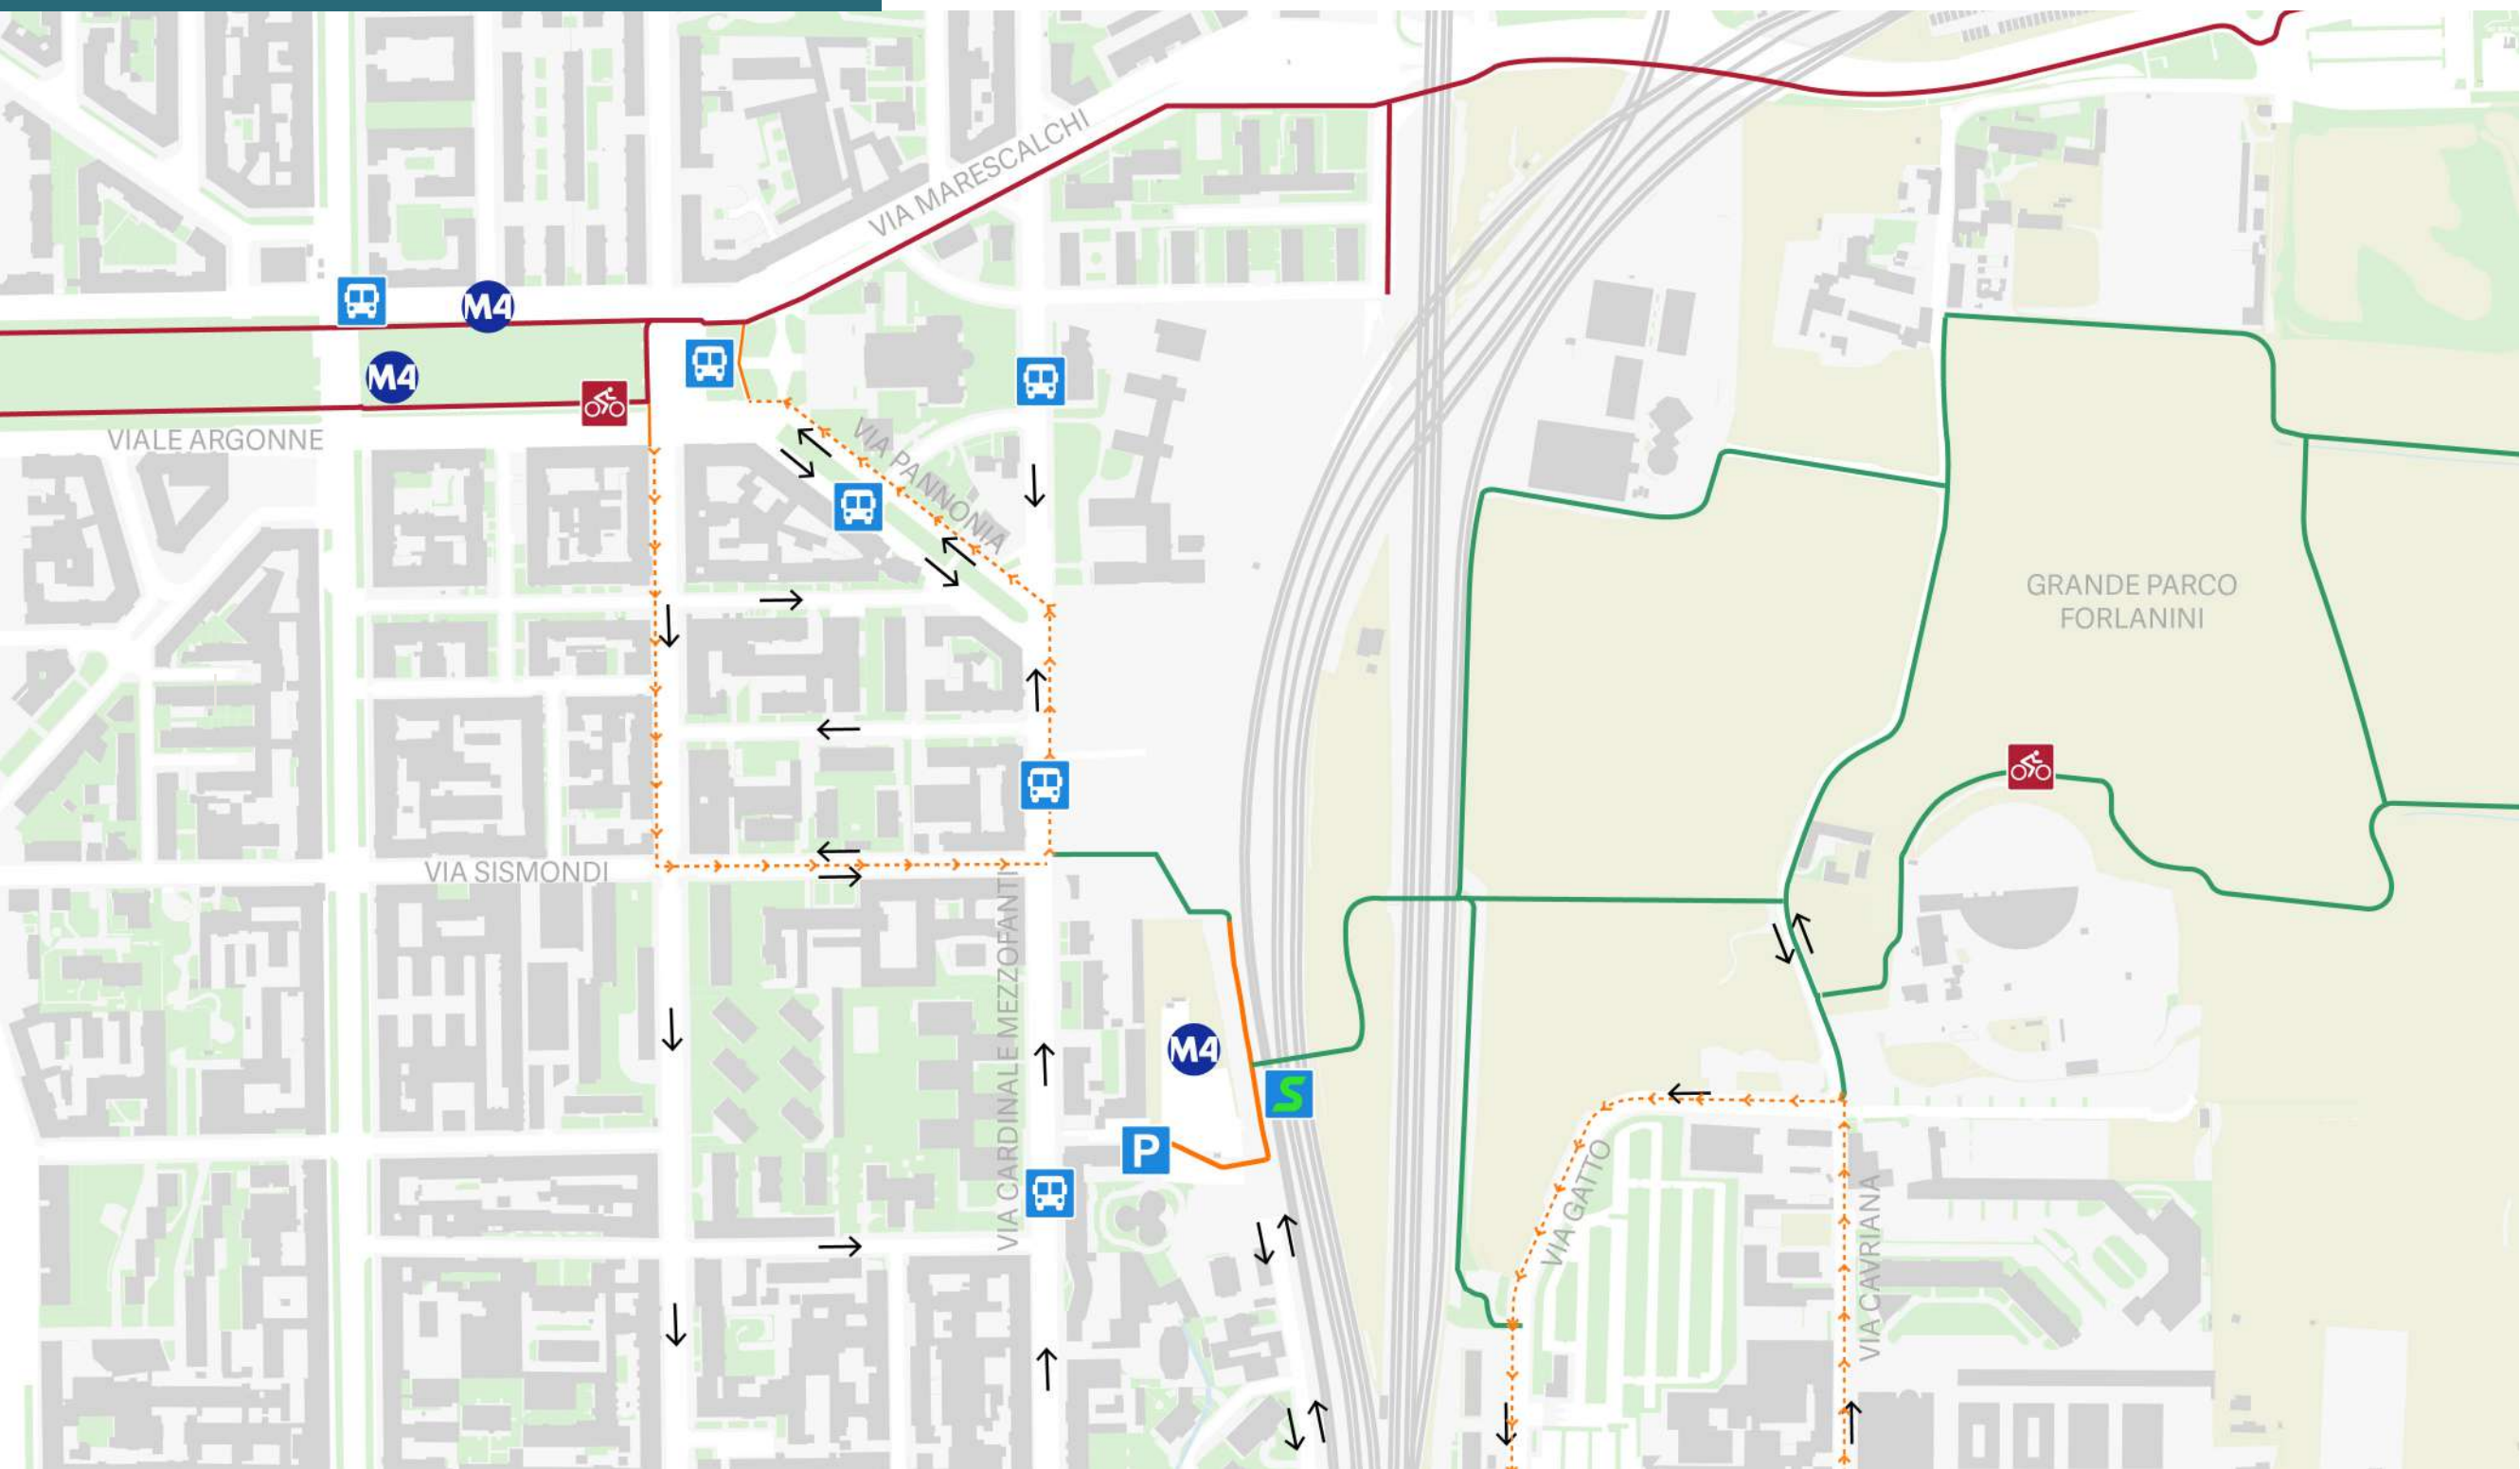 VIA MARESCALCHI
M4
M4
VIALE ARGONNE
VIA PANNONIA
GRANDE PARCO
FORLANINI
VIA SISMONDI
VIA CARDINALE MEZZOFANTI
M4
S
P
VIA GATTO
VIA CAVRIANA